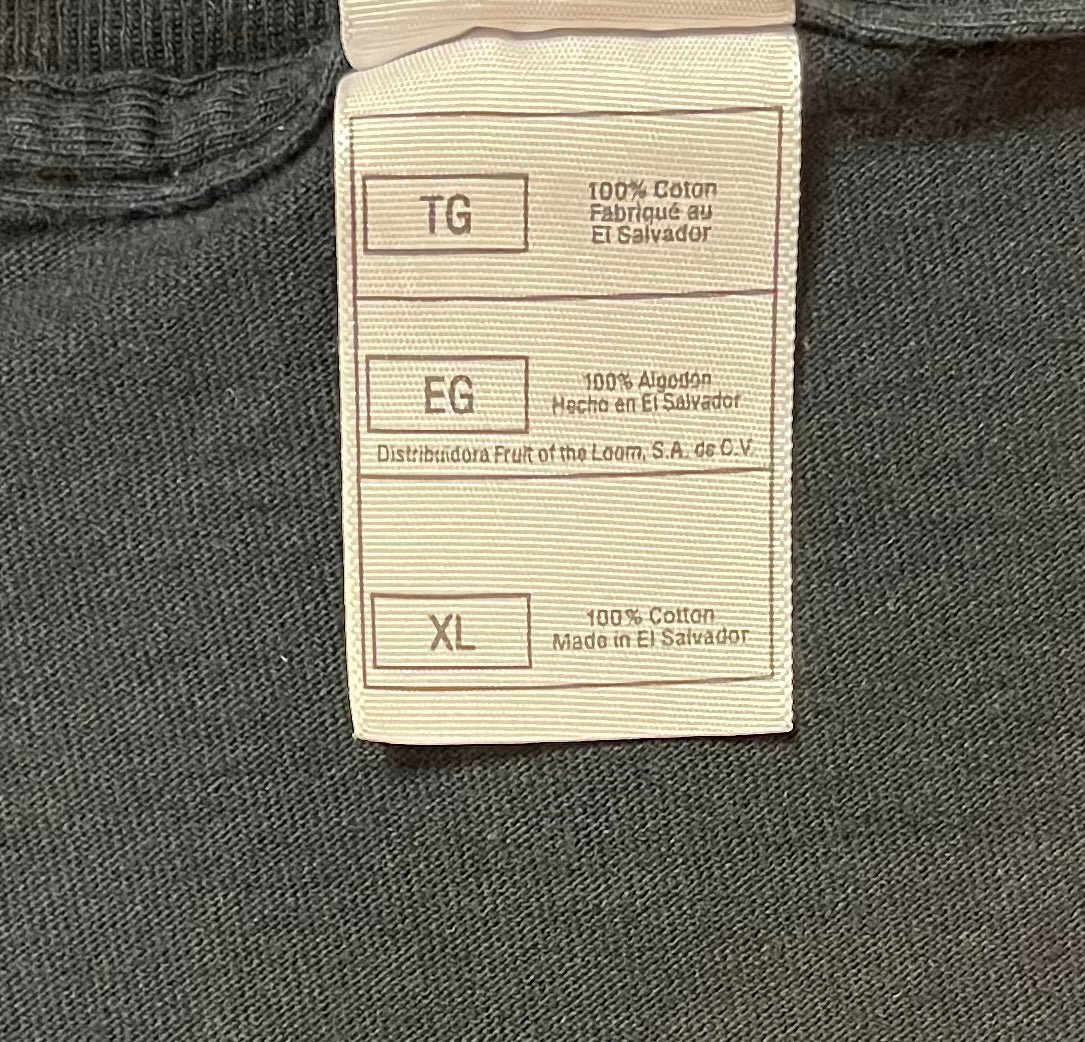 TG
100% Coton
Fabriqué au
El Salvador
EG
100% Algodón
Hecho en El Salvador
Distribuidora Fruit of the Loom, S.A. de C.V.
XL
100% Cotton
Made in El Salvador